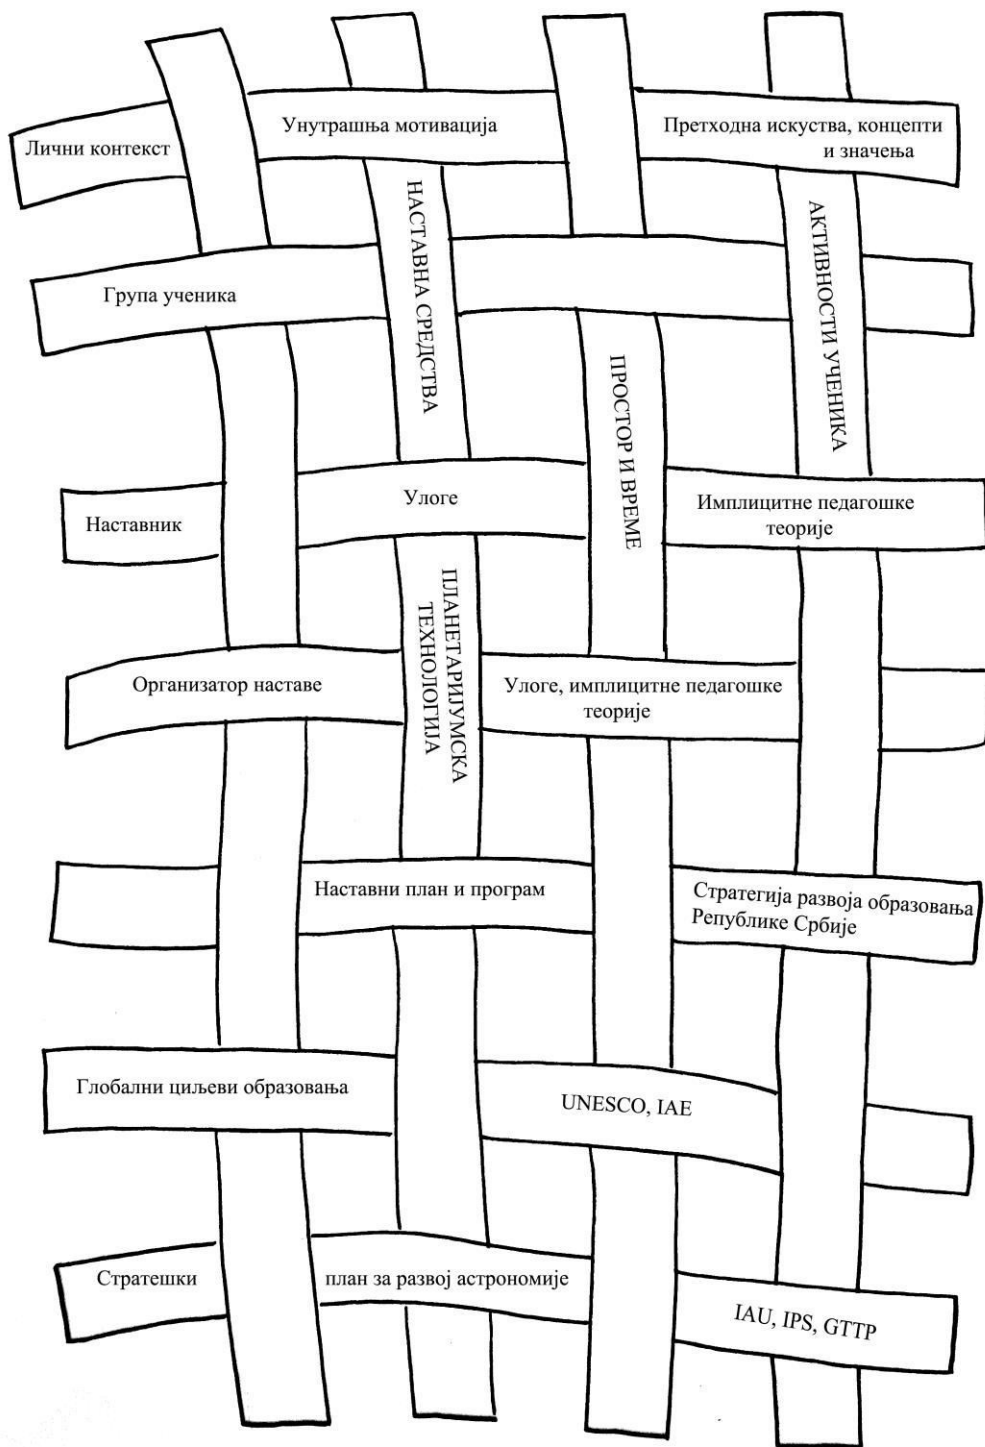 Лични контекст
Унутрашња мотивација
Претходна искуства, концепти
и значења
НАСТАВНА СРЕДСТВА
АКТИВНОСТИ УЧЕНИКА
Група ученика
ПРОСТОР И ВРЕМЕ
Наставник
Улоге
Имплицитне педагошке
теорије
ПЛАНЕТАРИЈУМСКА
ТЕХНОЛОГИЈА
Организатор наставе
Улоге, имплицитне педагошке
теорије
Наставни план и програм
Стратегија развоја образовања
Републике Србије
Глобални циљеви образовања
UNESCO, IAE
Стратешки
план за развој астрономије
IAU, IPS, GTTP